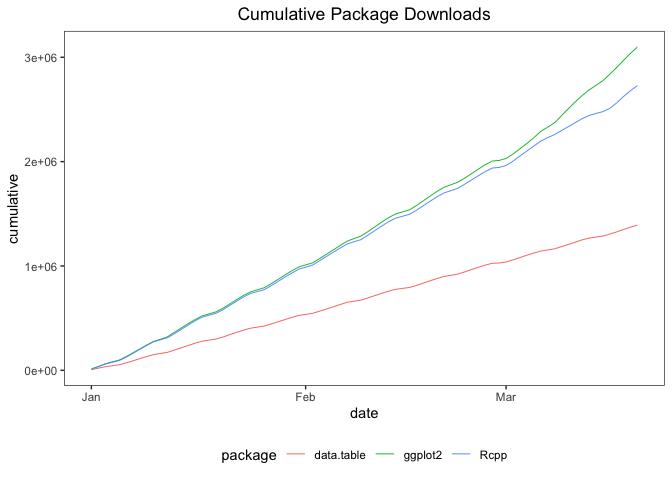 Cumulative Package Downloads
cumulative
3e+06
2e+06
1e+06
0e+00
Jan Feb Mar
date
package data.table ggplot2 Rcpp